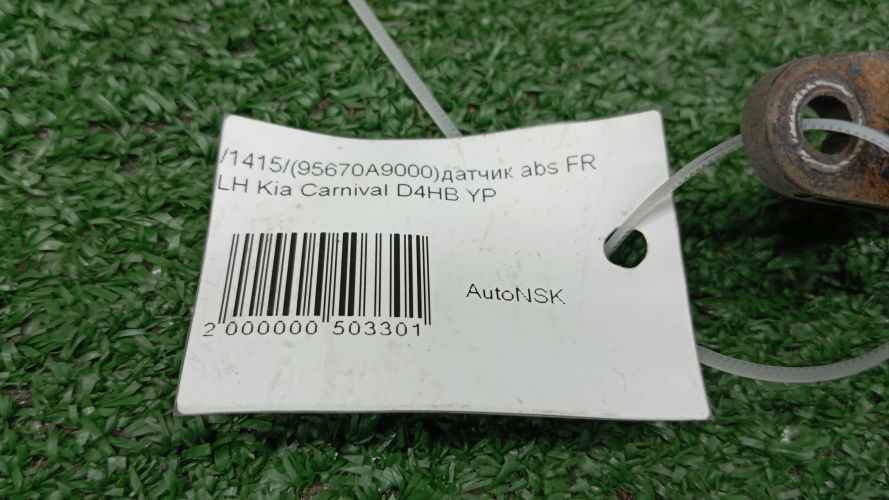 /1415/(95670A9000)датчик abs FR
LH Kia Carnival D4HB YP
AutoNSK
2 000000 503301